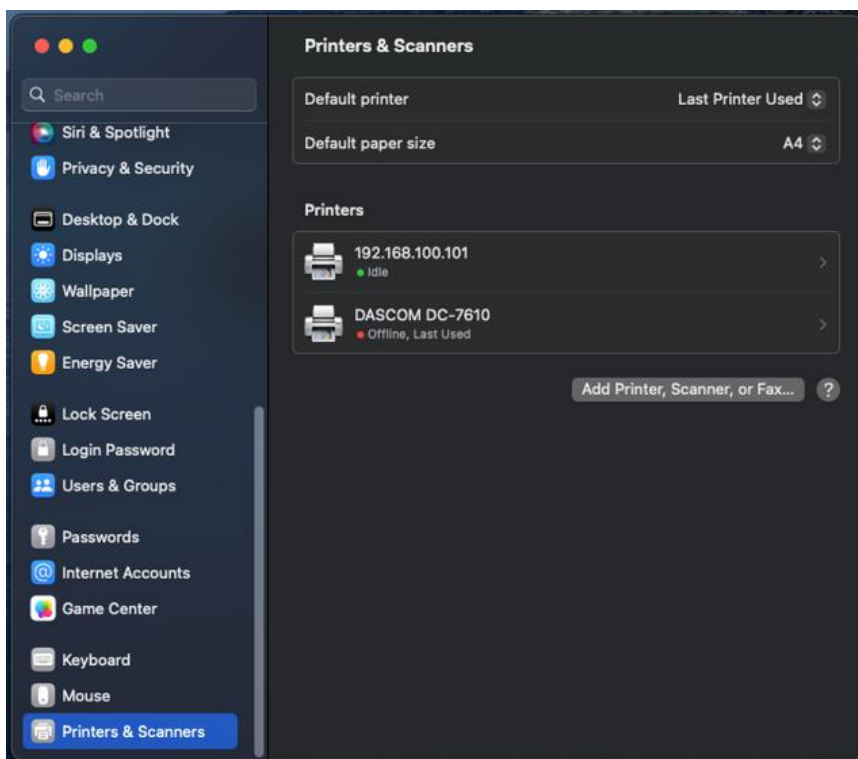 Search
Siri & Spotlight
Privacy & Security
Desktop & Dock
Displays
Wallpaper
Screen Saver
Energy Saver
Lock Screen
Login Password
Users & Groups
Passwords
Internet Accounts
Game Center
Keyboard
Mouse
Printers & Scanners
Printers & Scanners
Default printer Last Printer Used
Default paper size A4
Printers
192.168.100.101
Idle
DASCOM DC-7610
Offline, Last Used
Add Printer, Scanner, or Fax... ?